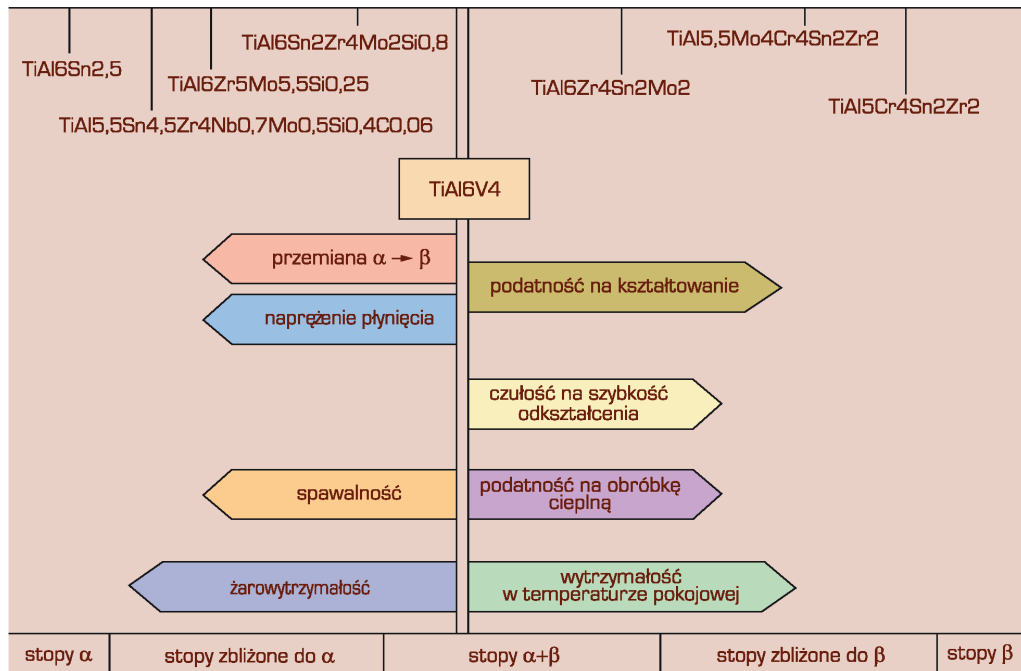 TiAl6Sn2,5
TiAl5,5Sn4,5Zr4Nb0,7Mo0,5Si0,4C0,06
TiAl6Zr5Mo5,5Si0,25
TiAl6Sn2Zr4Mo2Si0,8
TiAl6Zr4Sn2Mo2
TiAl5,5Mo4Cr4Sn2Zr2
TiAl5Cr4Sn2Zr2
TiAl6V4
przemiana α → β
podatność na kształtowanie
naprężenie płynięcia
czułość na szybkość
odkształcenia
spawalność
podatność na obróbkę
cieplną
żarowytrzymałość
wytrzymałość
w temperaturze pokojowej
stopy α
stopy zbliżone do α
stopy α+β
stopy zbliżone do β
stopy β